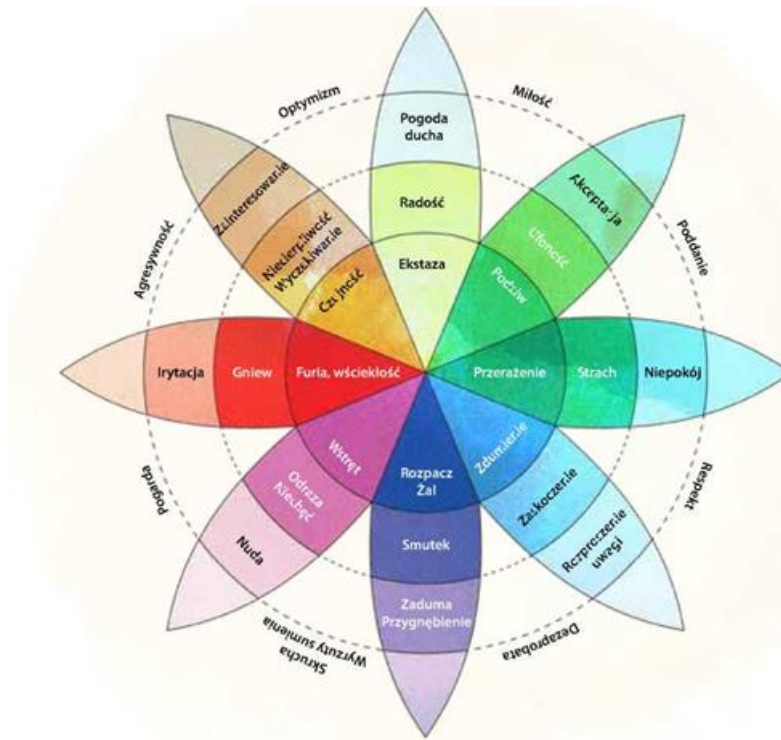 Optymizm
Miłość
Pogoda
ducha
Radość
Ekstaza
Zainteresowanie
Niecierpliwość
Wyczekiwanie
Czujność
Akceptacja
Ufność
Podziw
Agresywność
Poddanie
Irytacja
Gniew
Furia, wściekłość
Przerażenie
Strach
Niepokój
Wstręt
Odraza
Niechęć
Nuda
Rozpacz
Żal
Smutek
Zaduma
Przygnębienie
Zdumienie
Zaskoczenie
Rozproszenie
uwagi
Pogarda
Respekt
Wyrzuty sumienia
Skrucha
Dezaprobata